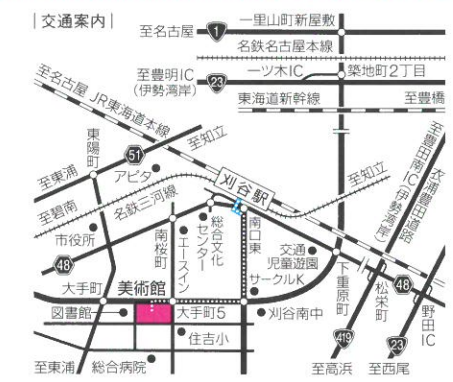 交通案内
一里山町新屋敷
至名古屋
1
名鉄名古屋本線
至豊明IC
(伊勢湾岸)
23
一ツ木IC
築地町2丁目
東海道新幹線
至豊橋
至名古屋
JR東海道本線
東陽町
51
至知立
アピタ
至東浦
刈谷駅
至知立
至碧南
名鉄三河線
至豊田南IC(伊勢湾岸)
衣浦豊田道路
市役所
南桜町
エースイン
総合文化
センター
南口東
交通
児童遊園
サークルK
下重原町
48
大手町
美術館
48
松栄町
野田IC
図書館
大手町5
刈谷南中
住吉小
419
23
至東浦
総合病院
至高浜
至西尾